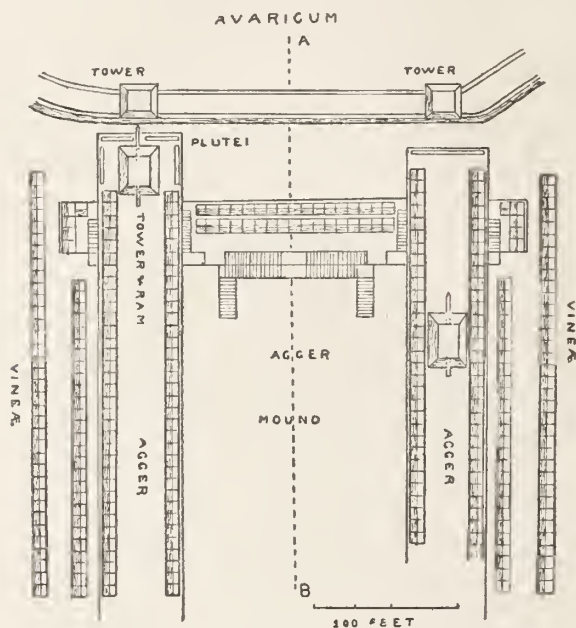 AVARICUM
A
TOWER
TOWER
PLUTEI
TOWER & RAM
AGGER
VINEÆ
VINEÆ
MOUND
AGGER
AGGER
B
100 FEET